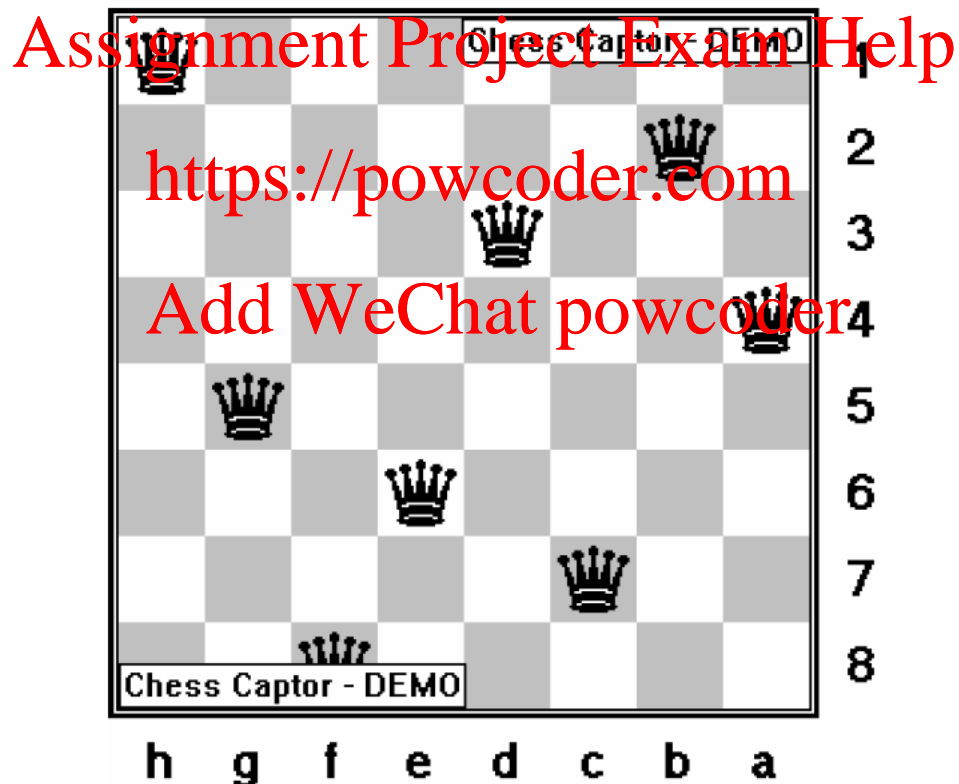 Assignment Project Exam Help
Chess Captor - DEMO
1
https://powcoder.com
2
3
Add WeChat powcoder
4
5
6
7
8
Chess Captor - DEMO
h g f e d c b a